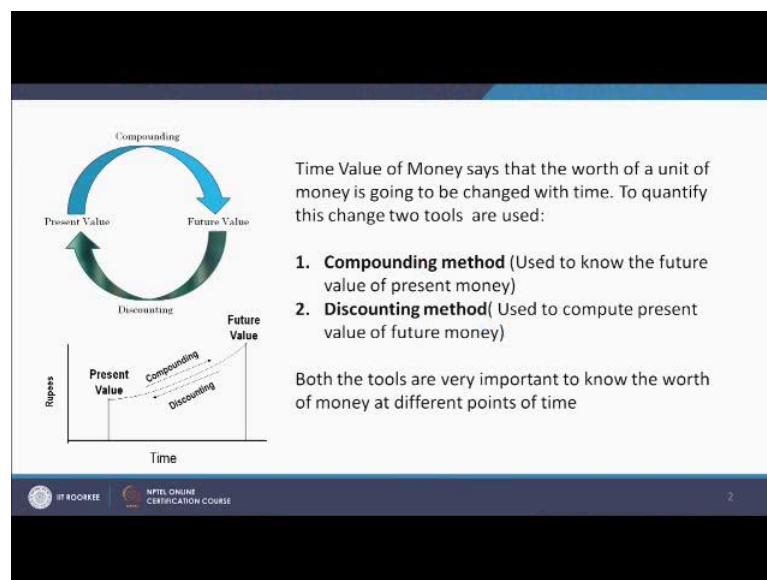 Compounding
Present Value
Future Value
Discounting
Future
Value
Present
Value
Compounding
Discounting
Rupees
Time
Time Value of Money says that the worth of a unit of
money is going to be changed with time. To quantify
this change two tools are used:
1. Compounding method (Used to know the future
value of present money)
2. Discounting method( Used to compute present
value of future money)
Both the tools are very important to know the worth
of money at different points of time
IIT ROORKEE
NPTEL ONLINE
CERTIFICATION COURSE
2